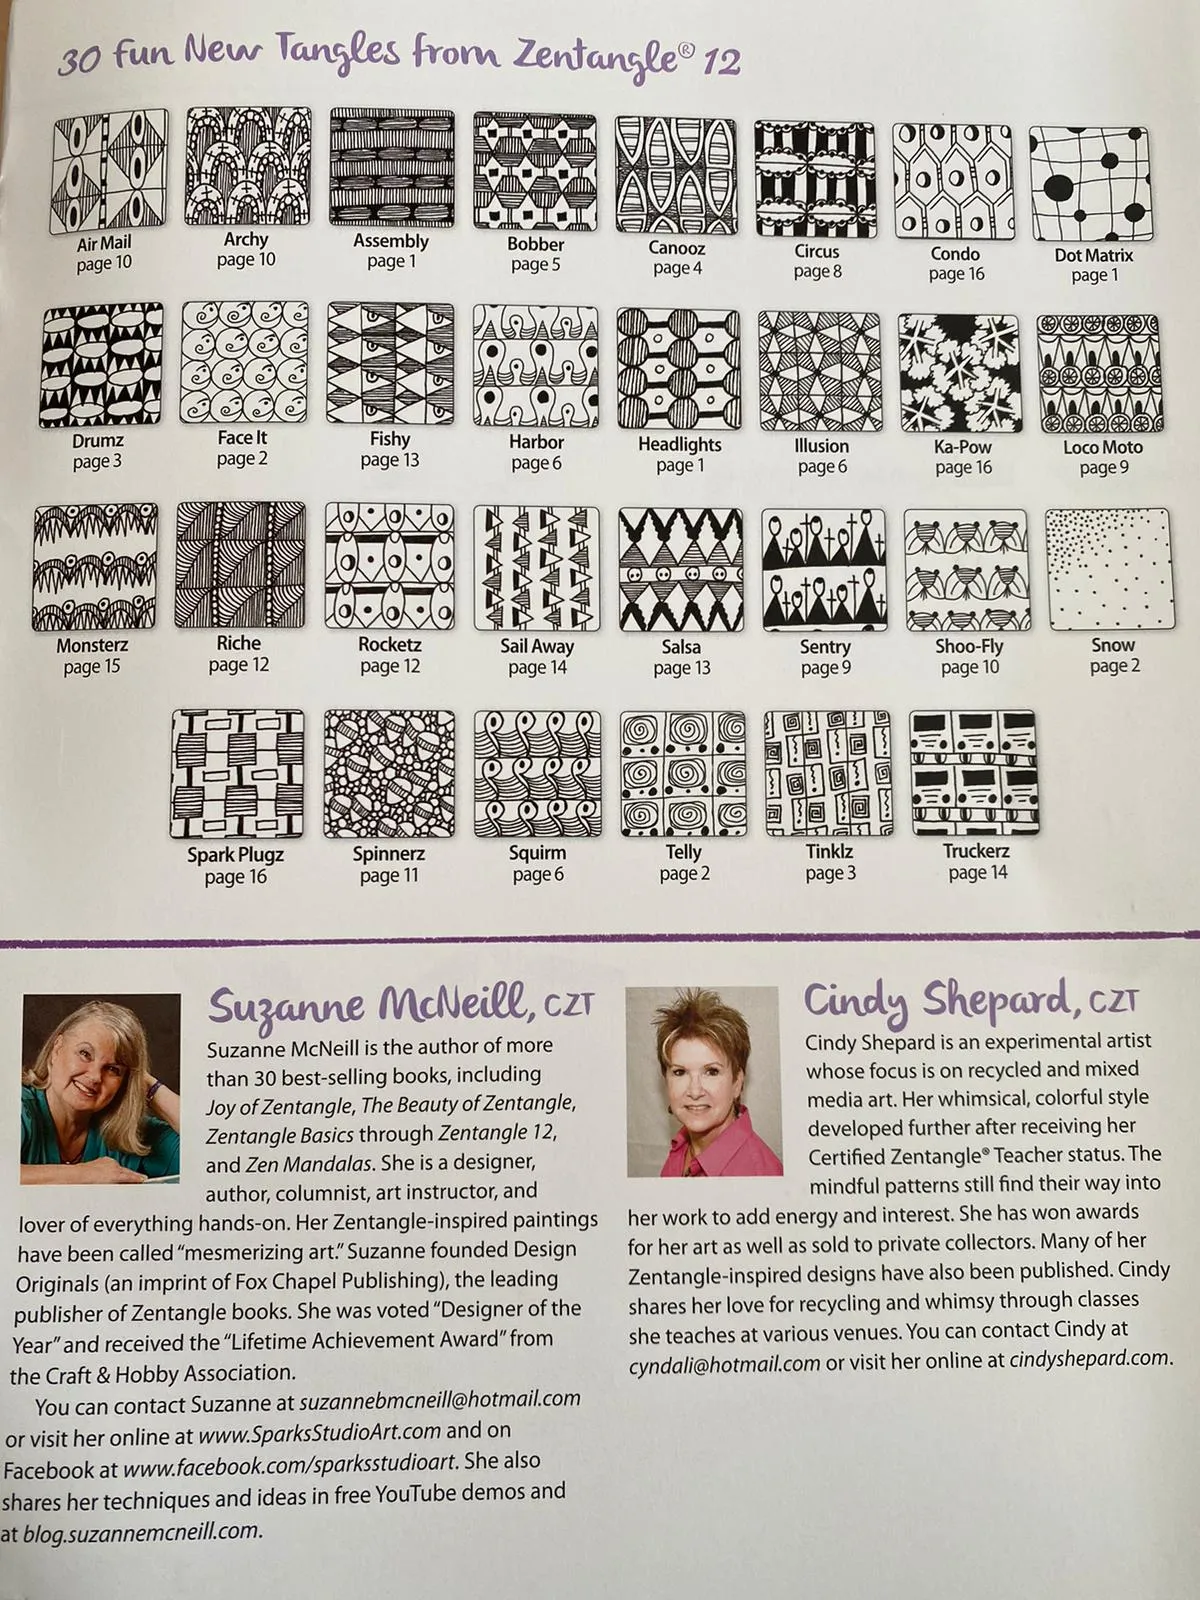 30 Fun New Tangles from Zentangle® 12
Air Mail
page 10
Archy
page 10
Assembly
page 1
Bobber
page 5
Canooz
page 4
Circus
page 8
Condo
page 16
Dot Matrix
page 1
Drumz
page 3
Face It
page 2
Fishy
page 13
Harbor
page 6
Headlights
page 1
Illusion
page 6
Ka-Pow
page 16
Loco Moto
page 9
Monsterz
page 15
Riche
page 12
Rocketz
page 12
Sail Away
page 14
Salsa
page 13
Sentry
page 9
Shoo-Fly
page 10
Snow
page 2
Spark Plugz
page 16
Spinnerz
page 11
Squirm
page 6
Telly
page 2
Tinklz
page 3
Truckerz
page 14
Suzanne McNeill, CZT
Suzanne McNeill is the author of more
than 30 best-selling books, including
Joy of Zentangle, The Beauty of Zentangle,
Zentangle Basics through Zentangle 12,
and Zen Mandalas. She is a designer,
author, columnist, art instructor, and
lover of everything hands-on. Her Zentangle-inspired paintings
have been called “mesmerizing art.” Suzanne founded Design
Originals (an imprint of Fox Chapel Publishing), the leading
publisher of Zentangle books. She was voted “Designer of the
Year” and received the “Lifetime Achievement Award” from
the Craft & Hobby Association.
You can contact Suzanne at suzannebmcneill@hotmail.com
or visit her online at www.SparksStudioArt.com and on
Facebook at www.facebook.com/sparksstudioart. She also
shares her techniques and ideas in free YouTube demos and
at blog.suzannemcneill.com.
Cindy Shepard, CZT
Cindy Shepard is an experimental artist
whose focus is on recycled and mixed
media art. Her whimsical, colorful style
developed further after receiving her
Certified Zentangle® Teacher status. The
mindful patterns still find their way into
her work to add energy and interest. She has won awards
for her art as well as sold to private collectors. Many of her
Zentangle-inspired designs have also been published. Cindy
shares her love for recycling and whimsy through classes
she teaches at various venues. You can contact Cindy at
cyndali@hotmail.com or visit her online at cindyshepard.com.